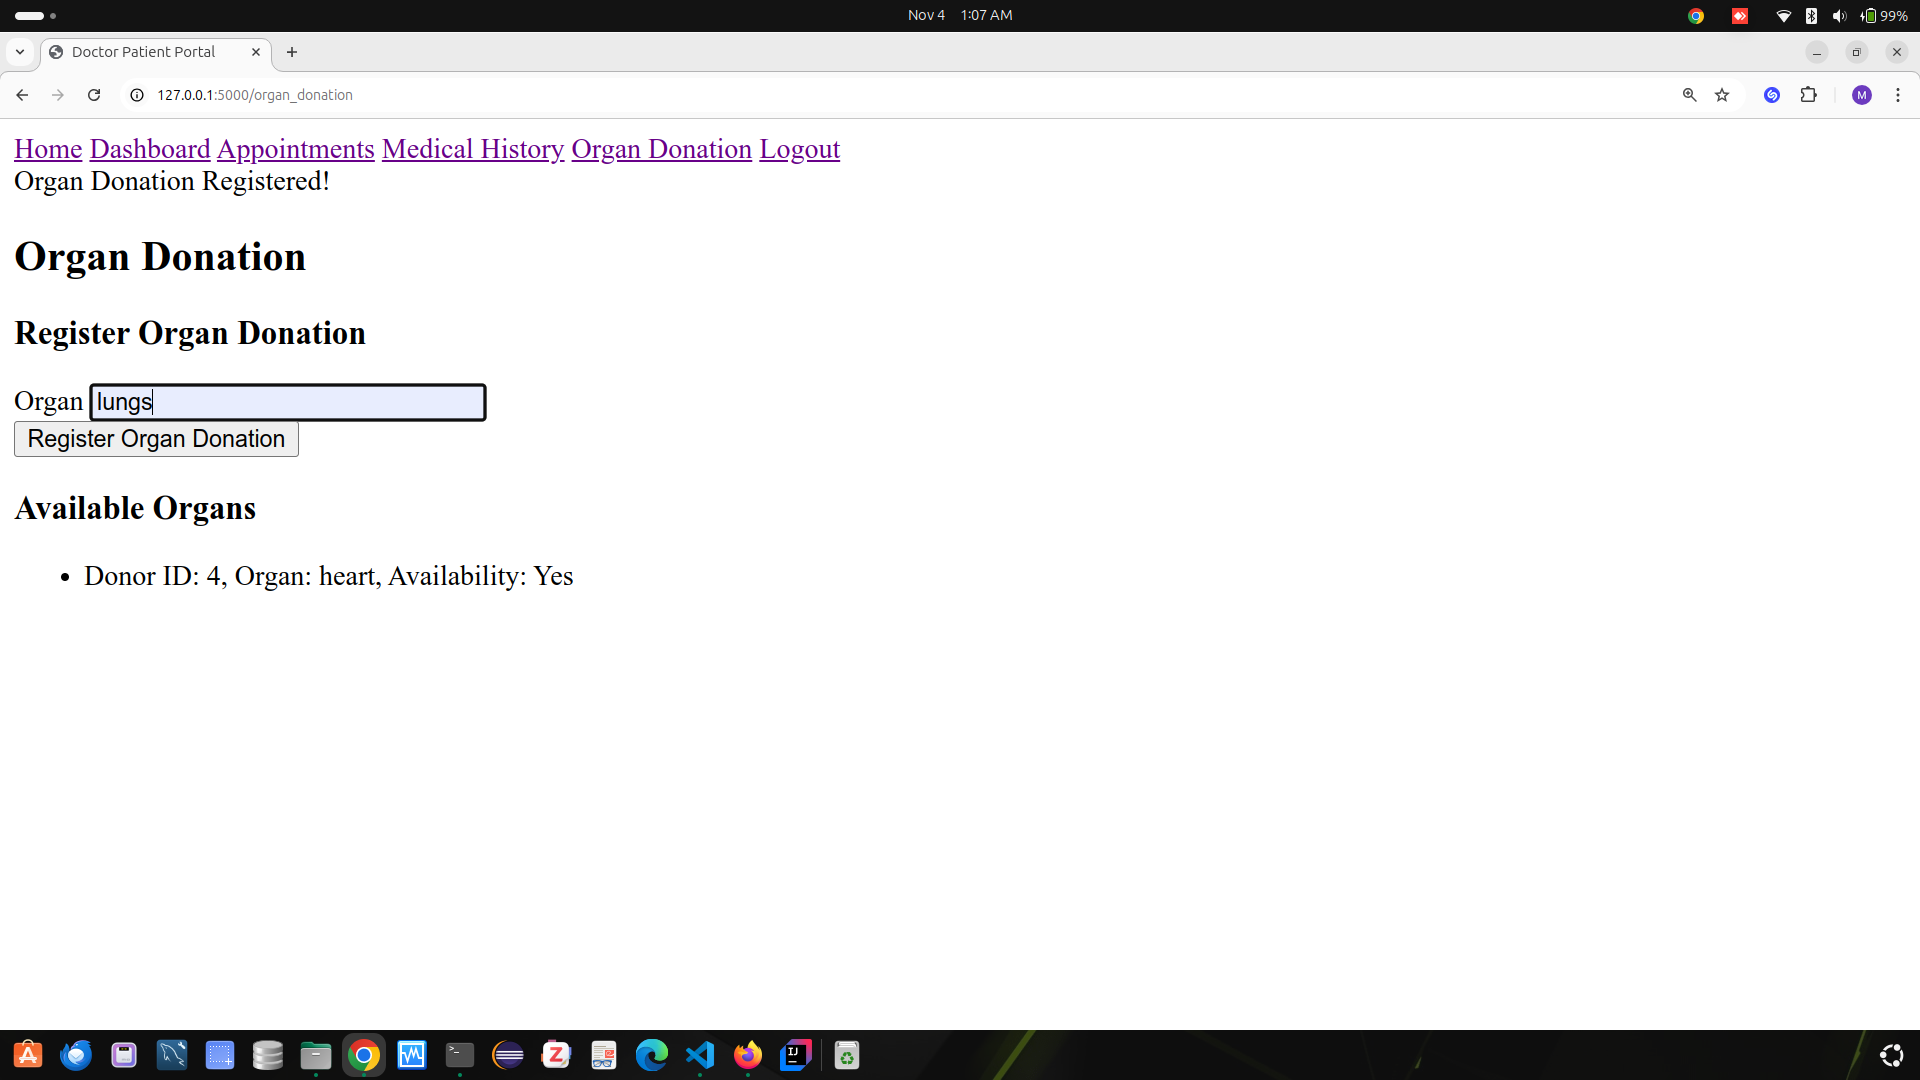 Nov 4 1:07 AM
99%
Doctor Patient Portal
127.0.0.1:5000/organ_donation
M
Home Dashboard Appointments Medical History Organ Donation Logout
Organ Donation Registered!
Organ Donation
Register Organ Donation
Organ lungs
Register Organ Donation
Available Organs
• Donor ID: 4, Organ: heart, Availability: Yes